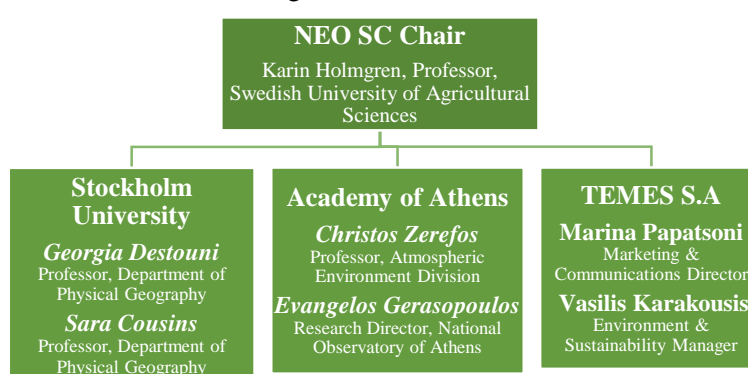 NEO SC Chair
Karin Holmgren, Professor,
Swedish University of Agricultural
Sciences
Stockholm
University
Georgia Destouni
Professor, Department of
Physical Geography
Sara Cousins
Professor, Department of
Physical Geography
Academy of Athens
Christos Zerefos
Professor, Atmospheric
Environment Division
Evangelos Gerasopoulos
Research Director, National
Observatory of Athens
TEMES S.A
Marina Papatsoni
Marketing &
Communications Director
Vasilis Karakousis
Environment &
Sustainability Manager